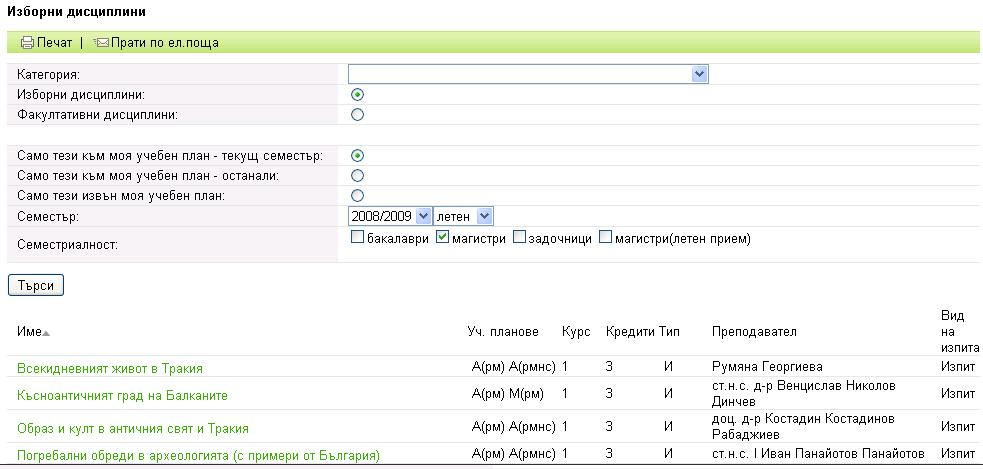 Изборни дисциплини
Печат | Прати по ел.поща
Категория:
Изборни дисциплини:
Факултативни дисциплини:
Само тези към моя учебен план - текущ семестър:
Само тези към моя учебен план - останали:
Само тези извън моя учебен план:
Семестър: 2008/2009 летен
Семестриалност: бакалаври магистри задочници магистри(летен прием)
Търси
Име Уч. планове Курс Кредити Тип Преподавател Вид на изпита
Всекидневният живот в Тракия А(рм) А(рмнс) 1 3 И Румяна Георгиева Изпит
Късноантичният град на Балканите А(рм) М(рм) 1 3 И ст.н.с. д-р Венцислав Николов Динчев Изпит
Образ и култ в античния свят и Тракия А(рм) А(рмнс) 1 3 И доц. д-р Костадин Костадинов Рабаджиев Изпит
Погребални обреди в археологията (с примери от България) А(рм) А(рмнс) 1 3 И ст.н.с. I Иван Панайотов Панайотов Изпит